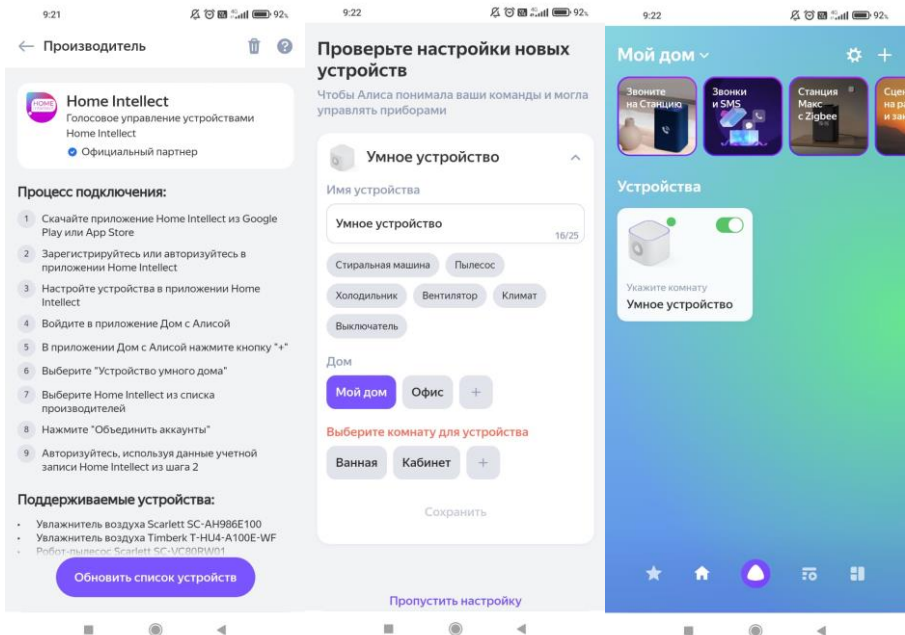 9:21
92%
Производитель
HOME
Home Intellect
Голосовое управление устройствами
Home Intellect
Официальный партнер
Процесс подключения:
1 Скачайте приложение Home Intellect из Google
Play или App Store
2 Зарегистрируйтесь или авторизуйтесь в
приложении Home Intellect
3 Настройте устройства в приложении Home
Intellect
4 Войдите в приложение Дом с Алисой
5 В приложении Дом с Алисой нажмите кнопку "+"
6 Выберите "Устройство умного дома"
7 Выберите Home Intellect из списка
производителей
8 Нажмите "Объединить аккаунты"
9 Авторизуйтесь, используя данные учетной
записи Home Intellect из шага 2
Поддерживаемые устройства:
• Увлажнитель воздуха Scarlett SC-AH986E100
• Увлажнитель воздуха Timberk T-HU4-A100E-WF
• Робот-пылесос Scarlett SC-VC80RW01
Обновить список устройств
9:22
92%
Проверьте настройки новых
устройств
Чтобы Алиса понимала ваши команды и могла
управлять приборами
Умное устройство
Имя устройства
Умное устройство
16/25
Стиральная машина Пылесос
Холодильник Вентилятор Климат
Выключатель
Дом
Мой дом Офис +
Выберите комнату для устройства
Ванная Кабинет +
Сохранить
Пропустить настройку
9:22
92%
Мой дом
Звоните
на Станцию
Звонки
и SMS
Станция
Макс
с Zigbee
Устройства
Укажите комнату
Умное устройство